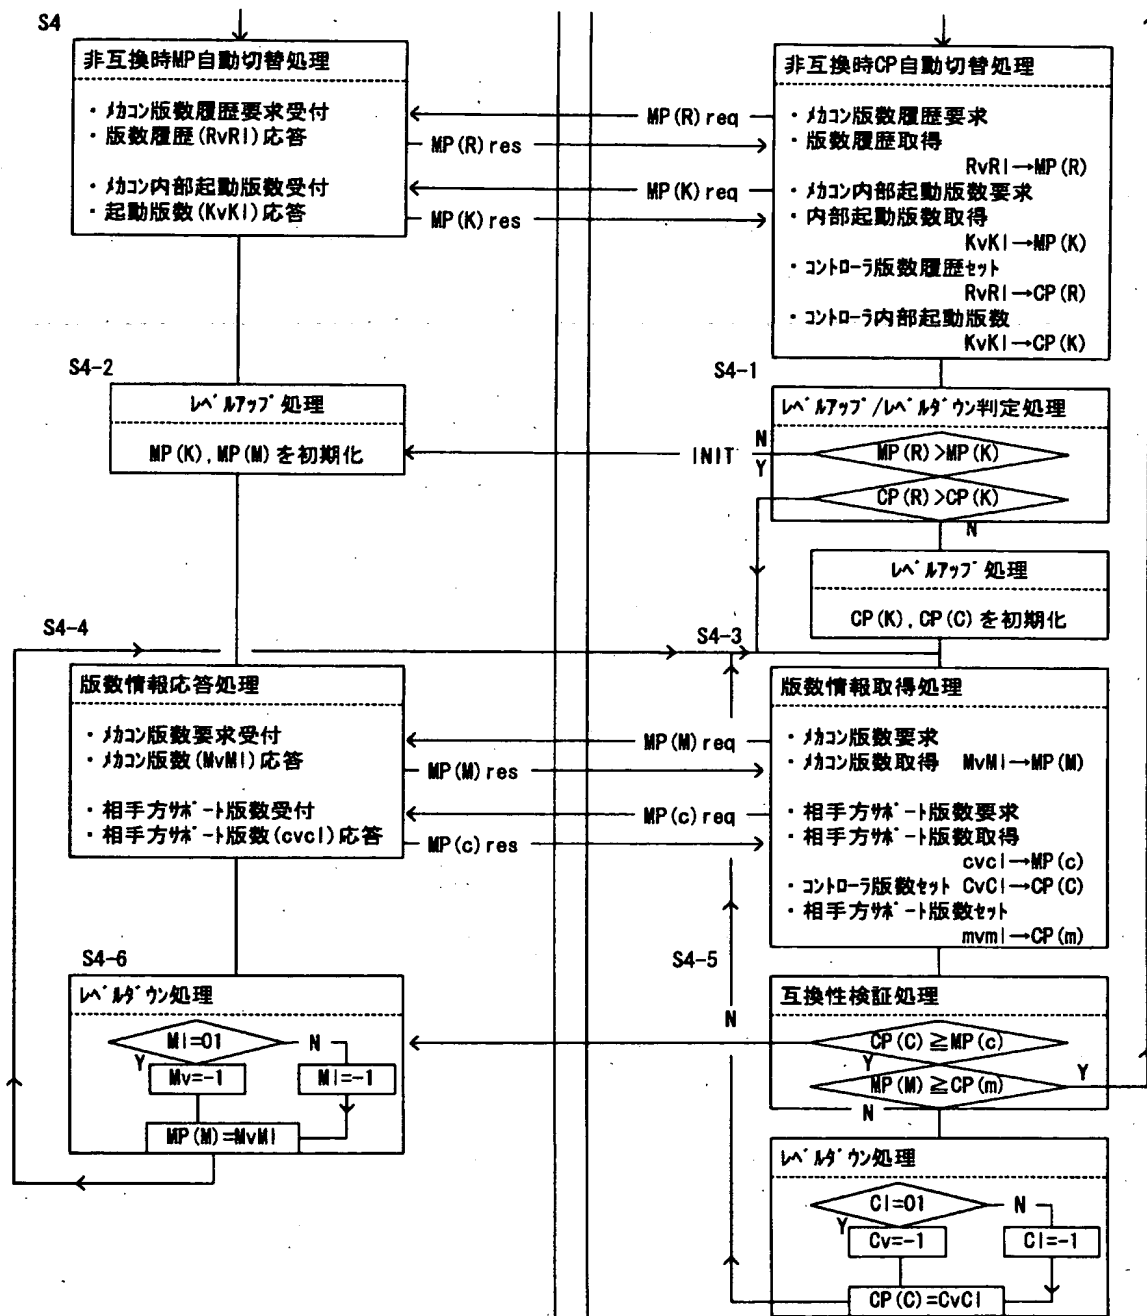 S4
非互換時MP自動切替処理
・ﾒｶｺﾝ版数履歴要求受付
・版数履歴(RvRl)応答
・ﾒｶｺﾝ内部起動版数受付
・起動版数(KvKl)応答
MP(R)req
MP(R)res
MP(K)req
MP(K)res
非互換時CP自動切替処理
・ﾒｶｺﾝ版数履歴要求
・版数履歴取得
RvRl→MP(R)
・ﾒｶｺﾝ内部起動版数要求
・内部起動版数取得
KvKl→MP(K)
・ｺﾝﾄﾛｰﾗ版数履歴ｾｯﾄ
RvRl→CP(R)
・ｺﾝﾄﾛｰﾗ内部起動版数
KvKl→CP(K)
S4-2
ﾚﾍﾞﾙｱｯﾌﾟ処理
MP(K),MP(M)を初期化
S4-1
ﾚﾍﾞﾙｱｯﾌﾟ/ﾚﾍﾞﾙﾀﾞｳﾝ判定処理
INIT
N
Y
MP(R)>MP(K)
CP(R)>CP(K)
N
ﾚﾍﾞﾙｱｯﾌﾟ処理
CP(K),CP(C)を初期化
S4-4
S4-3
版数情報応答処理
・ﾒｶｺﾝ版数要求受付
・ﾒｶｺﾝ版数(MvMl)応答
・相手方ｻﾎﾟｰﾄ版数受付
・相手方ｻﾎﾟｰﾄ版数(cvcl)応答
MP(M)req
MP(M)res
MP(c)req
MP(c)res
版数情報取得処理
・ﾒｶｺﾝ版数要求
・ﾒｶｺﾝ版数取得 MvMl→MP(M)
・相手方ｻﾎﾟｰﾄ版数要求
・相手方ｻﾎﾟｰﾄ版数取得
cvcl→MP(c)
・ｺﾝﾄﾛｰﾗ版数ｾｯﾄ CvCl→CP(C)
・相手方ｻﾎﾟｰﾄ版数ｾｯﾄ
mvml→CP(m)
S4-6
ﾚﾍﾞﾙﾀﾞｳﾝ処理
Ml=01
Y
N
Mv=-1
Ml=-1
MP(M)=MvMl
S4-5
互換性検証処理
N
CP(C)≧MP(c)
Y
MP(M)≧CP(m)
Y
N
ﾚﾍﾞﾙﾀﾞｳﾝ処理
Cl=01
Y
N
Cv=-1
Cl=-1
CP(C)=CvCl